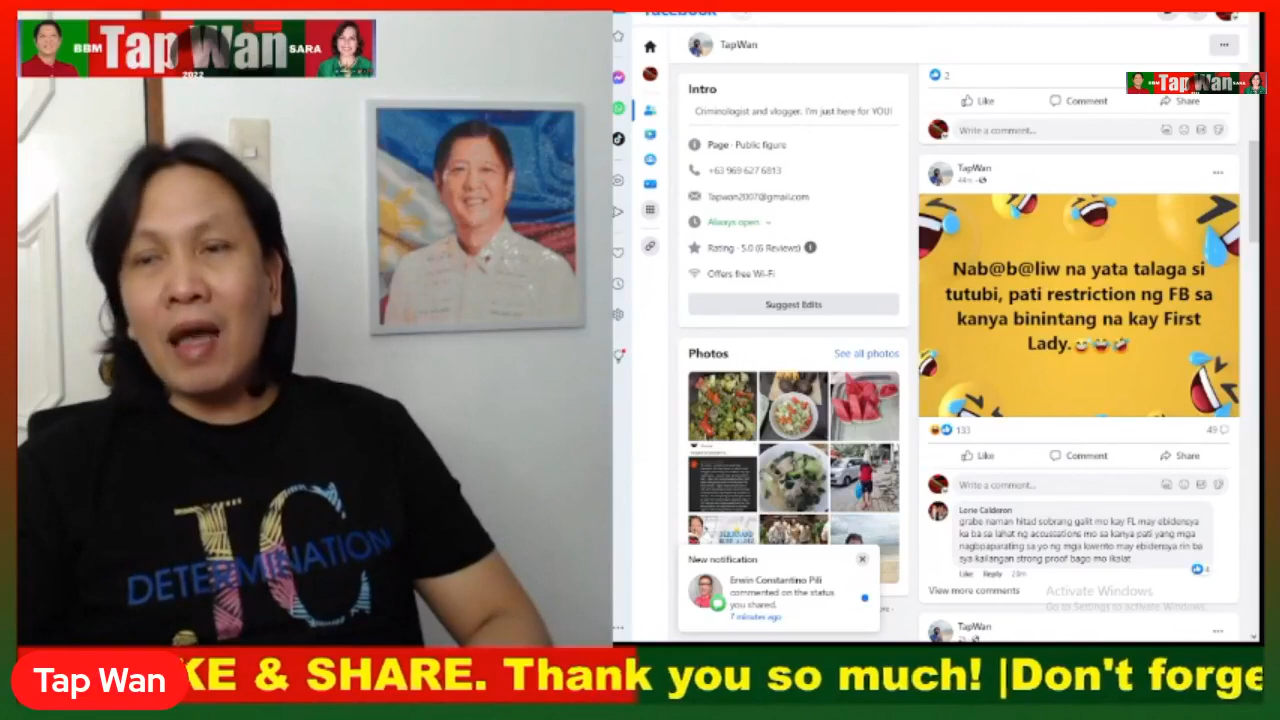 BBM Tap Wan SARA
2022
DETERMINATION
Tap Wan
KE & SHARE. Thank you so much! |Don't forge
facebook
TapWan
Intro
Criminologist and vlogger. I'm just here for YOU!
Page · Public figure
+63 969 627 6813
Tapwan2007@gmail.com
Always open
Rating · 5.0 (6 Reviews)
Offers free Wi-Fi
Suggest Edits
Photos
See all photos
New notification
Erwin Constantino Pili
commented on the status
you shared.
7 minutes ago
2
Tap Wan
Like Comment Share
Write a comment...
TapWan
44m
Nab@b@liw na yata talaga si
tutubi, pati restriction ng FB sa
kanya binintang na kay First
Lady.
133
49
Like Comment Share
Write a comment...
Lorie Calderon
grabe naman hitad sobrang galit mo kay FL may ebidensya
ka ba sa lahat ng acussations mo sa kanya pati yang mga
nagbpaparating sa yo ng mga kwento may ebidensya rin ba
sya kailangan strong proof bago mo ikalat
Like Reply 20m
4
View more comments
Activate Windows
Go to Settings to activate Windows.
TapWan